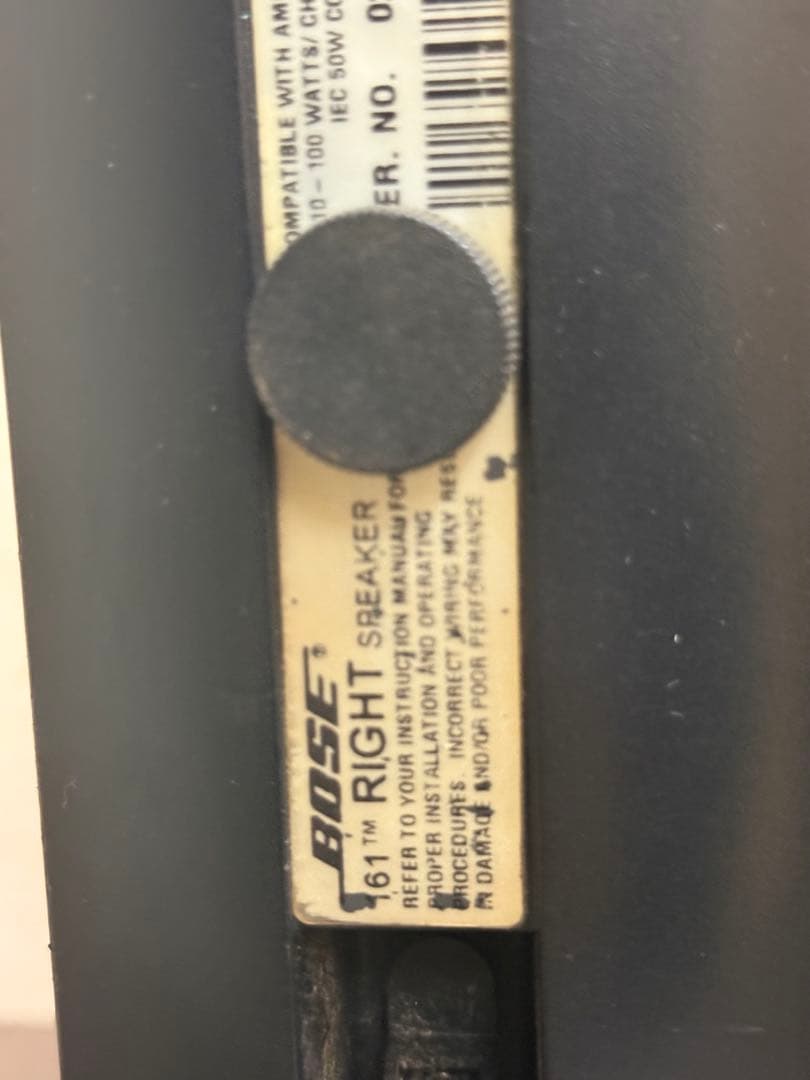 BOSE®
161™ RIGHT SPEAKER
REFER TO YOUR INSTRUCTION MANUAL FOR
PROPER INSTALLATION AND OPERATING
PROCEDURES. INCORRECT WIRING MAY RES
IN DAMAGE AND/OR POOR PERFORMANCE
OMPATIBLE WITH AM
10 - 100 WATTS/ CH
IEC 50W CO
ER. NO. 0